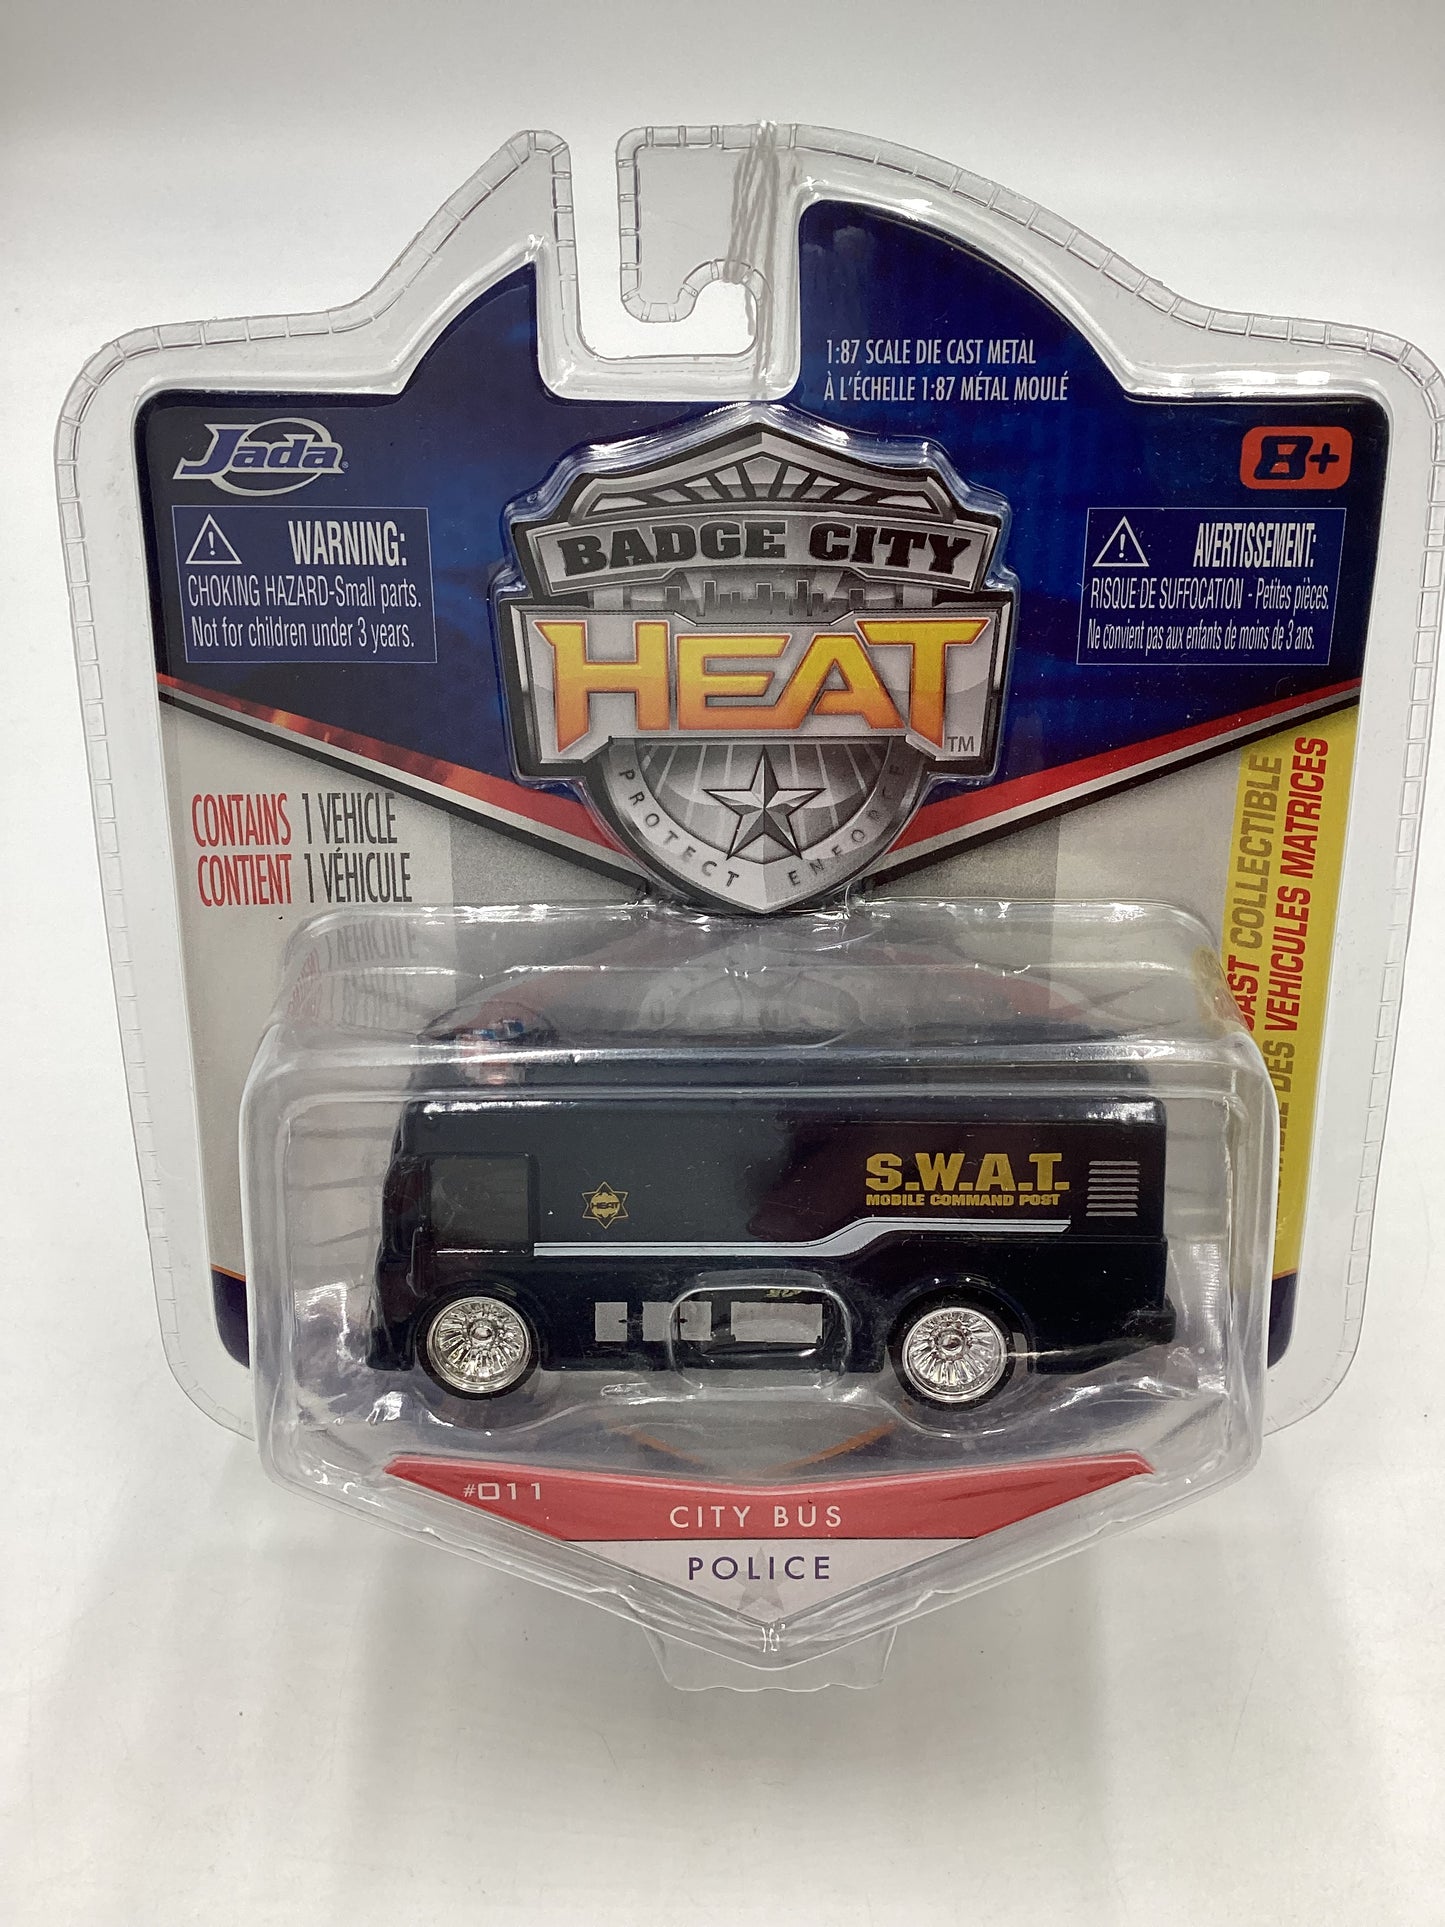 1:87 SCALE DIE CAST METAL
À L'ÉCHELLE 1:87 MÉTAL MOULÉ
Jada®
8+
WARNING:
CHOKING HAZARD-Small parts.
Not for children under 3 years.
AVERTISSEMENT:
RISQUE DE SUFFOCATION - Petites pièces.
Ne convient pas aux enfants de moins de 3 ans.
BADGE CITY
HEAT™
PROTECT ENFORCE
CONTAINS 1 VEHICLE
CONTIENT 1 VÉHICULE
COLLECTIBLE
DES VEHICULES MATRICES
S.W.A.T.
MOBILE COMMAND POST
HEAT
#011
CITY BUS
POLICE